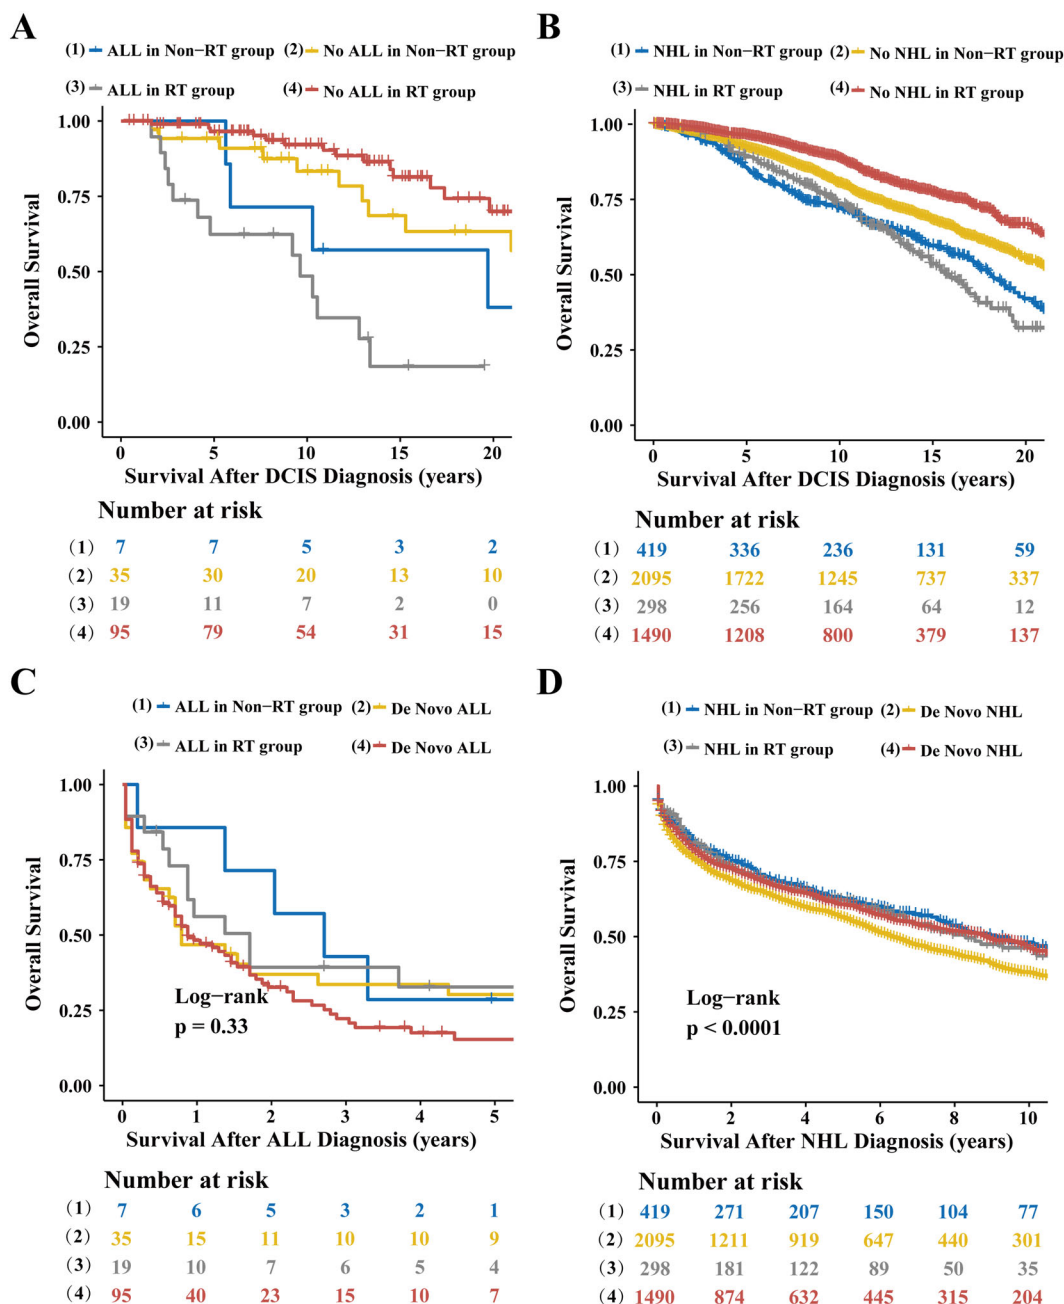 A
(1) ALL in Non−RT group (2) No ALL in Non−RT group
(3) ALL in RT group (4) No ALL in RT group
Overall Survival
1.00
0.75
0.50
0.25
0.00
0 5 10 15 20
Survival After DCIS Diagnosis (years)
Number at risk
(1) 7 7 5 3 2
(2) 35 30 20 13 10
(3) 19 11 7 2 0
(4) 95 79 54 31 15
B
(1) NHL in Non−RT group (2) No NHL in Non−RT group
(3) NHL in RT group (4) No NHL in RT group
Overall Survival
1.00
0.75
0.50
0.25
0.00
0 5 10 15 20
Survival After DCIS Diagnosis (years)
Number at risk
(1) 419 336 236 131 59
(2) 2095 1722 1245 737 337
(3) 298 256 164 64 12
(4) 1490 1208 800 379 137
C
(1) ALL in Non−RT group (2) De Novo ALL
(3) ALL in RT group (4) De Novo ALL
Overall Survival
1.00
0.75
0.50
0.25
0.00
Log−rank
p = 0.33
0 1 2 3 4 5
Survival After ALL Diagnosis (years)
Number at risk
(1) 7 6 5 3 2 1
(2) 35 15 11 10 10 9
(3) 19 10 7 6 5 4
(4) 95 40 23 15 10 7
D
(1) NHL in Non−RT group (2) De Novo NHL
(3) NHL in RT group (4) De Novo NHL
Overall Survival
1.00
0.75
0.50
0.25
0.00
Log−rank
p < 0.0001
0 2 4 6 8 10
Survival After NHL Diagnosis (years)
Number at risk
(1) 419 271 207 150 104 77
(2) 2095 1211 919 647 440 301
(3) 298 181 122 89 50 35
(4) 1490 874 632 445 315 204